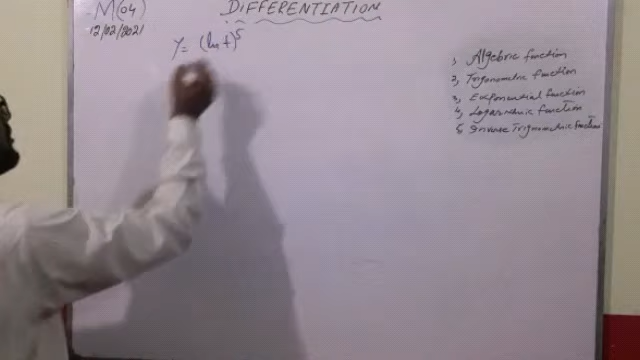 M(04)
12/02/2021
DIFFERENTIATION
y = (ln t)^5
1, Algebric function
2, Trigonometric function
3, Exponential function
4, Logarithmic function
5, Inverse Trigonometric function